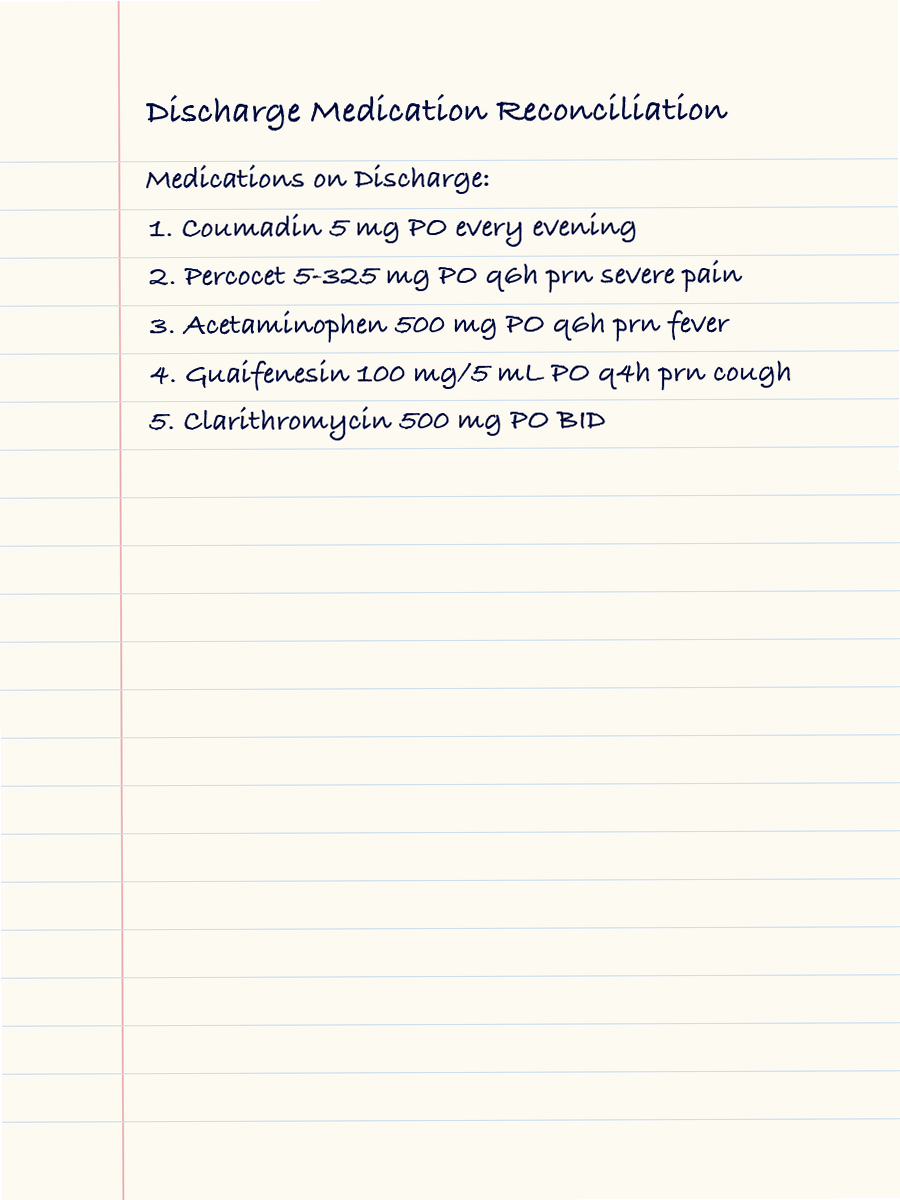 Discharge Medication Reconciliation
Medications on Discharge:
1. Coumadin 5 mg PO every evening
2. Percocet 5-325 mg PO q6h prn severe pain
3. Acetaminophen 500 mg PO q6h prn fever
4. Guaifenesin 100 mg/5 mL PO q4h prn cough
5. Clarithromycin 500 mg PO BID